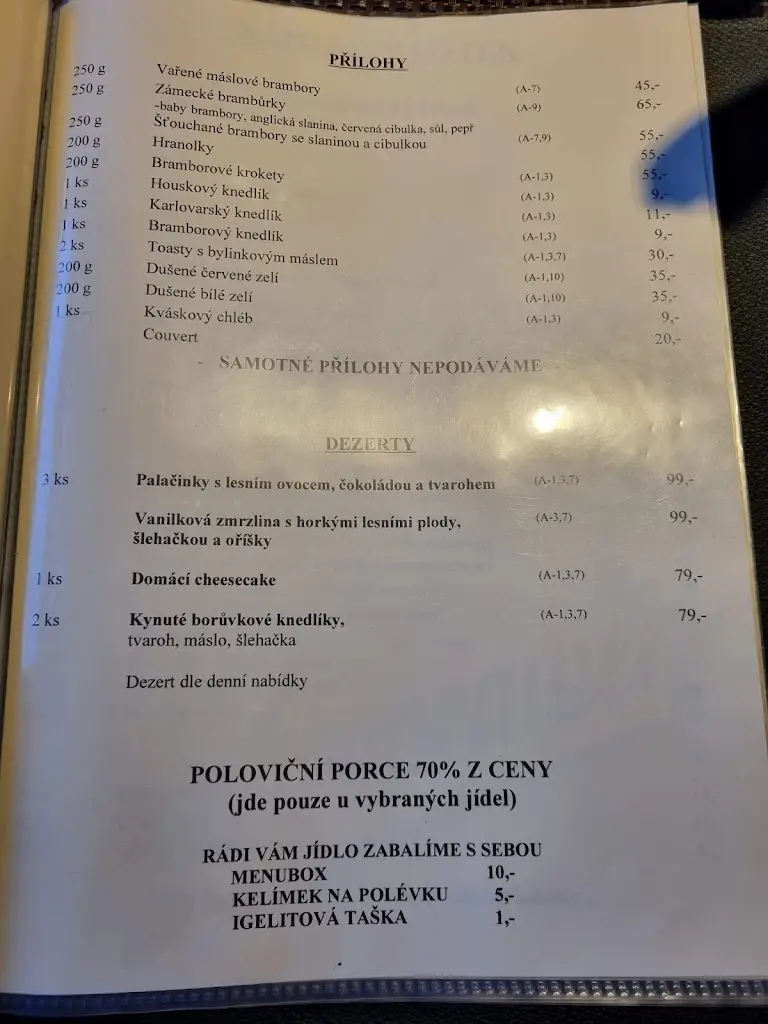 PŘÍLOHY
250 g Vařené máslové brambory (A-7) 45,-
250 g Zámecké brambůrky (A-9) 65,-
-baby brambory, anglická slanina, červená cibulka, sůl, pepř
250 g Šťouchané brambory se slaninou a cibulkou (A-7,9) 55,-
200 g Hranolky 55,-
200 g Bramborové krokety (A-1,3) 55,-
1 ks Houskový knedlík (A-1,3) 9,-
1 ks Karlovarský knedlík (A-1,3) 11,-
1 ks Bramborový knedlík (A-1,3) 9,-
2 ks Toasty s bylinkovým máslem (A-1,3,7) 30,-
200 g Dušené červené zelí (A-1,10) 35,-
200 g Dušené bílé zelí (A-1,10) 35,-
1 ks Kváskový chléb (A-1,3) 9,-
Couvert 20,-
- SAMOTNÉ PŘÍLOHY NEPODÁVÁME -
DEZERTY
3 ks Palačinky s lesním ovocem, čokoládou a tvarohem (A-1,3,7) 99,-
Vanilková zmrzlina s horkými lesními plody, (A-3,7) 99,-
šlehačkou a oříšky
1 ks Domácí cheesecake (A-1,3,7) 79,-
2 ks Kynuté borůvkové knedlíky, (A-1,3,7) 79,-
tvaroh, máslo, šlehačka
Dezert dle denní nabídky
POLOVIČNÍ PORCE 70% Z CENY
(jde pouze u vybraných jídel)
RÁDI VÁM JÍDLO ZABALÍME S SEBOU
MENUBOX 10,-
KELÍMEK NA POLÉVKU 5,-
IGELITOVÁ TAŠKA 1,-